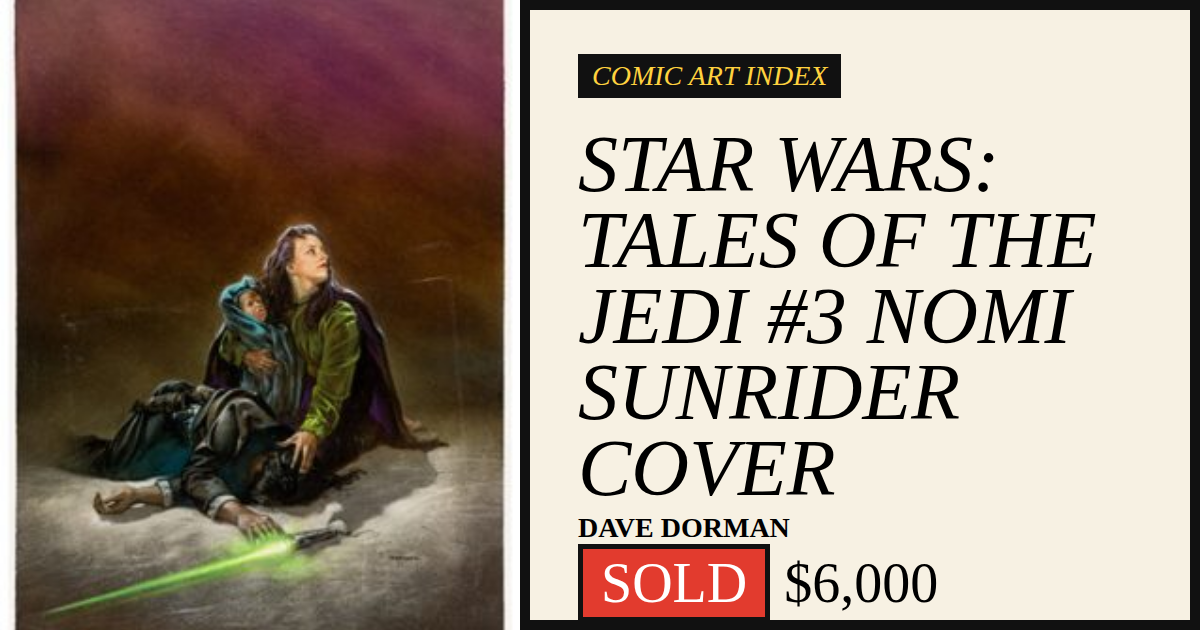 COMIC ART INDEX
STAR WARS:
TALES OF THE
JEDI #3 NOMI
SUNRIDER
COVER
DAVE DORMAN
SOLD $6,000